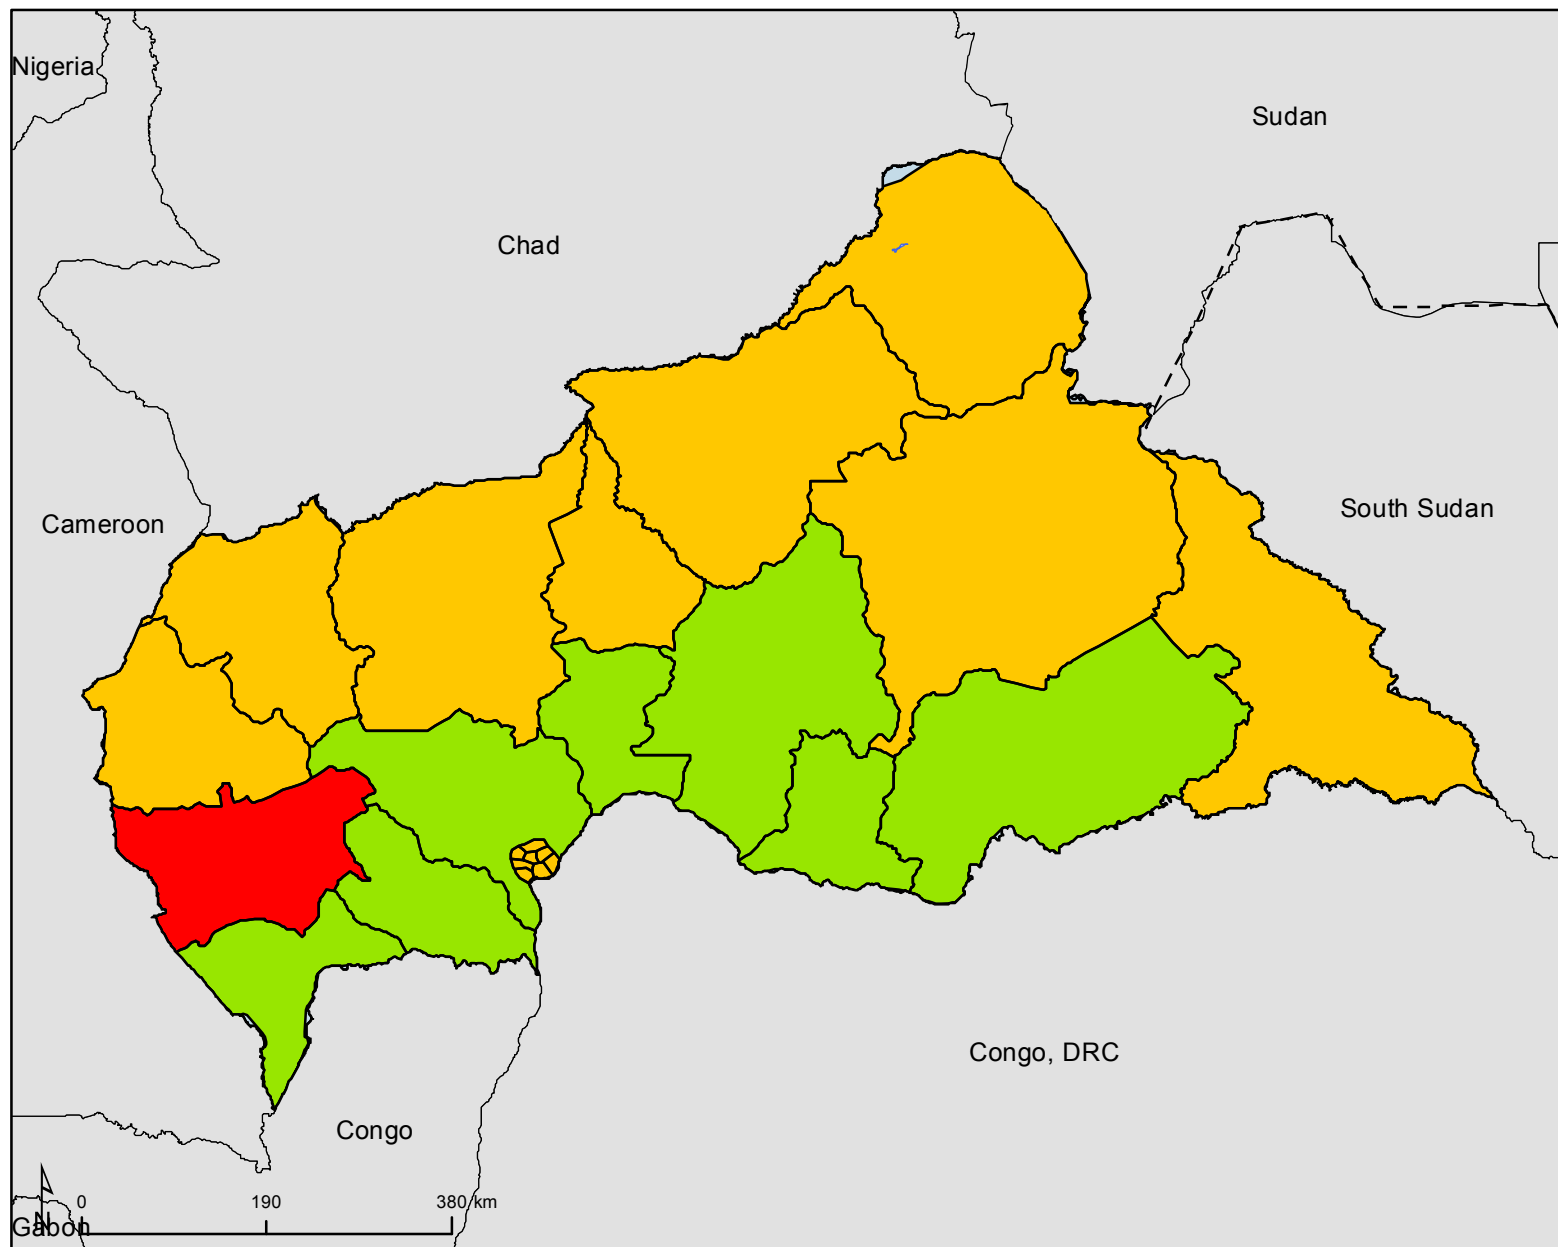 Nigeria
Sudan
Chad
South Sudan
Cameroon
Congo, DRC
Congo
N
0 190 380 km
Gabon